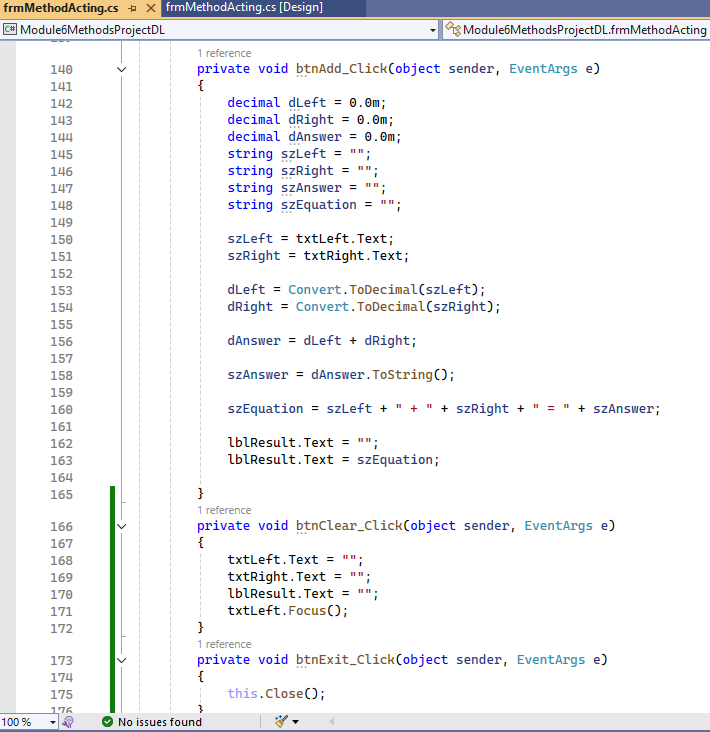 frmMethodActing.cs frmMethodActing.cs [Design]
C# Module6MethodsProjectDL Module6MethodsProjectDL.frmMethodActing
1 reference
140 private void btnAdd_Click(object sender, EventArgs e)
141 {
142 decimal dLeft = 0.0m;
143 decimal dRight = 0.0m;
144 decimal dAnswer = 0.0m;
145 string szLeft = "";
146 string szRight = "";
147 string szAnswer = "";
148 string szEquation = "";
149
150 szLeft = txtLeft.Text;
151 szRight = txtRight.Text;
152
153 dLeft = Convert.ToDecimal(szLeft);
154 dRight = Convert.ToDecimal(szRight);
155
156 dAnswer = dLeft + dRight;
157
158 szAnswer = dAnswer.ToString();
159
160 szEquation = szLeft + " + " + szRight + " = " + szAnswer;
161
162 lblResult.Text = "";
163 lblResult.Text = szEquation;
164
165 }
1 reference
166 private void btnClear_Click(object sender, EventArgs e)
167 {
168 txtLeft.Text = "";
169 txtRight.Text = "";
170 lblResult.Text = "";
171 txtLeft.Focus();
172 }
1 reference
173 private void btnExit_Click(object sender, EventArgs e)
174 {
175 this.Close();
176 }
100 % No issues found